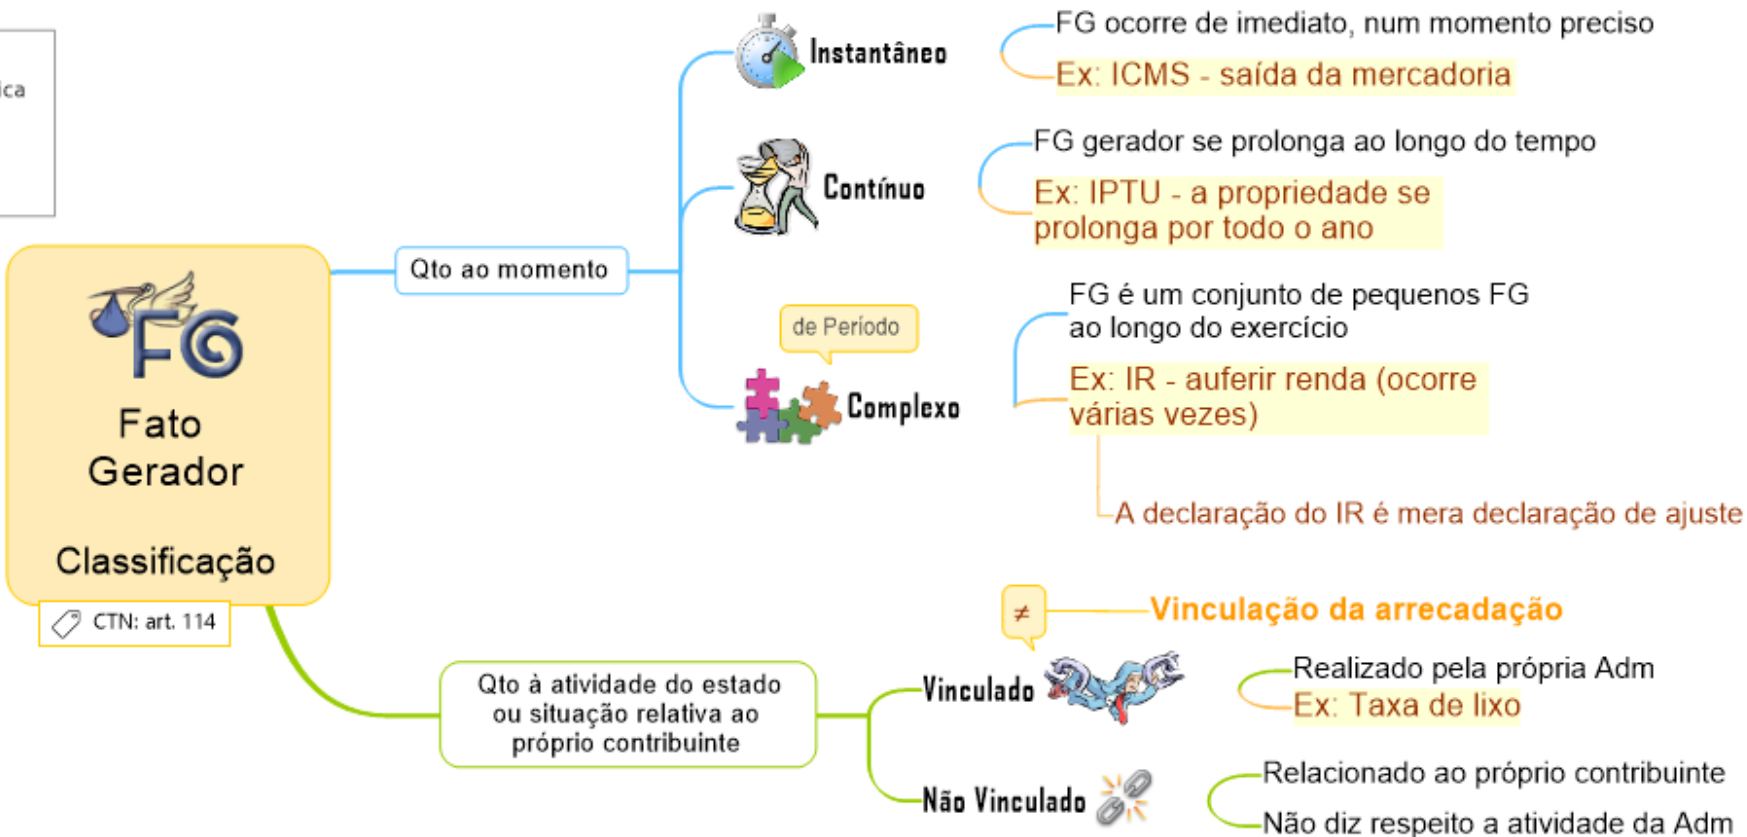 ica
FG
Fato
Gerador
Classificação
CTN: art. 114
Qto ao momento
Instantâneo
FG ocorre de imediato, num momento preciso
Ex: ICMS - saída da mercadoria
Contínuo
FG gerador se prolonga ao longo do tempo
Ex: IPTU - a propriedade se
prolonga por todo o ano
de Período
Complexo
FG é um conjunto de pequenos FG
ao longo do exercício
Ex: IR - auferir renda (ocorre
várias vezes)
A declaração do IR é mera declaração de ajuste
Qto à atividade do estado
ou situação relativa ao
próprio contribuinte
≠
Vinculação da arrecadação
Vinculado
Realizado pela própria Adm
Ex: Taxa de lixo
Não Vinculado
Relacionado ao próprio contribuinte
Não diz respeito a atividade da Adm